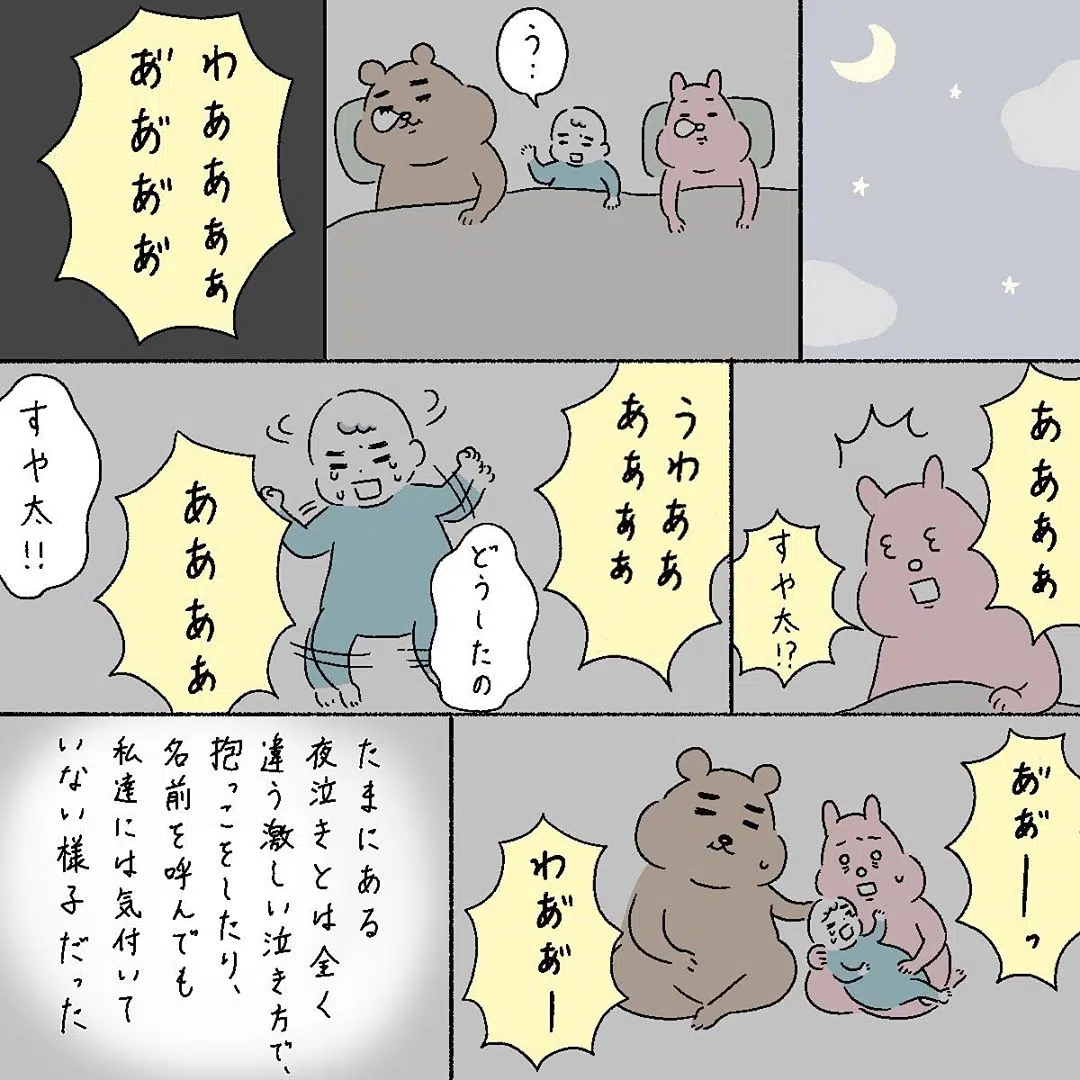 う…
わあああぁ
あ゙あ゙あ゙あ゙
ああぁぁ
すや太!?
うわああ
ああぁぁ
どうしたの
ああぁぁ
すや太!!
あ゙あ゙ーっ
わあ゙あ゙ー
たまにある
夜泣きとは全く
違う激しい泣き方で、
抱っこをしたり、
名前を呼んでも
私達には気付いて
いない様子だった